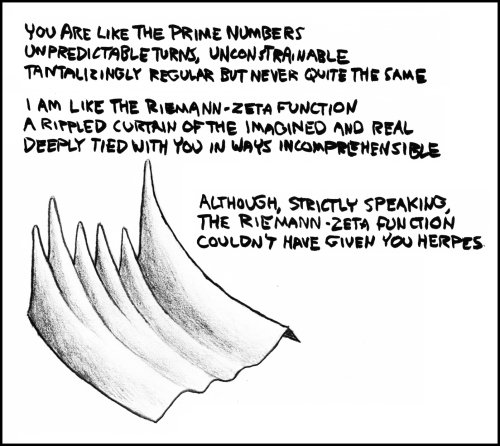 YOU ARE LIKE THE PRIME NUMBERS
UNPREDICTABLE TURNS, UNCONSTRAINABLE
TANTALIZINGLY REGULAR BUT NEVER QUITE THE SAME
I AM LIKE THE RIEMANN-ZETA FUNCTION
A RIPPLED CURTAIN OF THE IMAGINED AND REAL
DEEPLY TIED WITH YOU IN WAYS INCOMPREHENSIBLE
ALTHOUGH, STRICTLY SPEAKING,
THE RIEMANN-ZETA FUNCTION
COULDN'T HAVE GIVEN YOU HERPES.